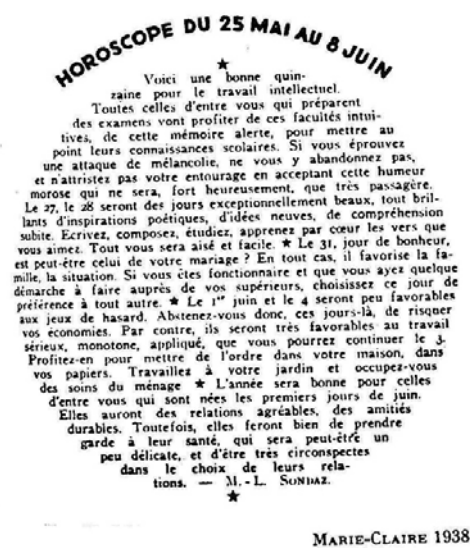 HOROSCOPE DU 25 MAI AU 8 JUIN
★
Voici une bonne quin-
zaine pour le travail intellectuel.
Toutes celles d'entre vous qui préparent
des examens vont profiter de ces facultés intui-
tives, de cette mémoire alerte, pour mettre au
point leurs connaissances scolaires. Si vous éprouvez
une attaque de mélancolie, ne vous y abandonnez pas,
et n'attristez pas votre entourage en acceptant cette humeur
morose qui ne sera, fort heureusement, que très passagère.
Le 27, le 28 seront des jours exceptionnellement beaux, tout bril-
lants d'inspirations poétiques, d'idées neuves, de compréhension
subite. Ecrivez, composez, étudiez, apprenez par cœur les vers que
vous aimez. Tout vous sera aisé et facile. ★ Le 31, jour de bonheur,
est peut-être celui de votre mariage ? En tout cas, il favorise la fa-
mille, la situation. Si vous êtes fonctionnaire et que vous ayez quelque
démarche à faire auprès de vos supérieurs, choisissez ce jour de
préférence à tout autre. ★ Le 1er juin et le 4 seront peu favorables
aux jeux de hasard. Abstenez-vous donc, ces jours-là, de risquer
vos économies. Par contre, ils seront très favorables au travail
sérieux, monotone, appliqué, que vous pourrez continuer le 3.
Profitez-en pour mettre de l'ordre dans votre maison, dans
vos papiers. Travaillez à votre jardin et occupez-vous
des soins du ménage ★ L'année sera bonne pour celles
d'entre vous qui sont nées les premiers jours de juin.
Elles auront des relations agréables, des amitiés
durables. Toutefois, elles feront bien de prendre
garde à leur santé, qui sera peut-être un
peu délicate, et d'être très circonspectes
dans le choix de leurs rela-
tions. — M.-L. SONDAZ.
★
MARIE-CLAIRE 1938